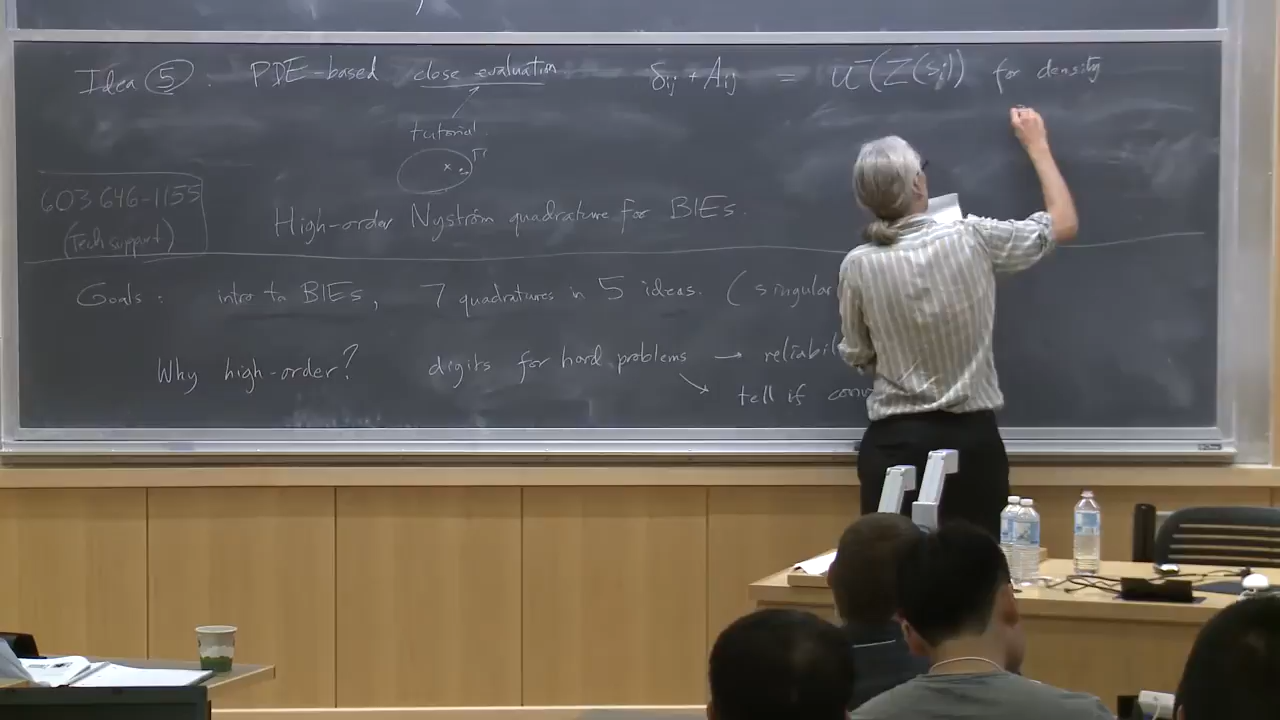 Idea ⑤ : PDE-based close evaluation δij + Aij = u⁻(Z(sj)) for density
tutorial
× Γ
603 646-1155
(Tech support)
High-order Nyström quadrature for BIEs.
Goals : intro to BIEs, 7 quadratures in 5 ideas. (singular
Why high-order? digits for hard problems → reliabil
↘ tell if conv